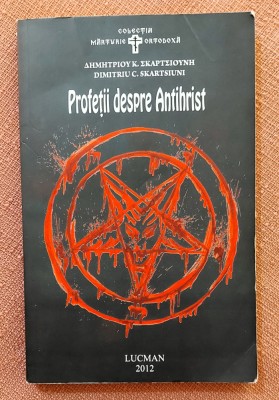 COLECȚIA
MĂRTURIE ORTODOXĂ
ΔΗΜΗΤΡΙΟΥ Κ. ΣΚΑΡΤΣΙΟΥΝΗ
DIMITRIU C. SKARTSIUNI
Profeții despre Antihrist
LUCMAN
2012